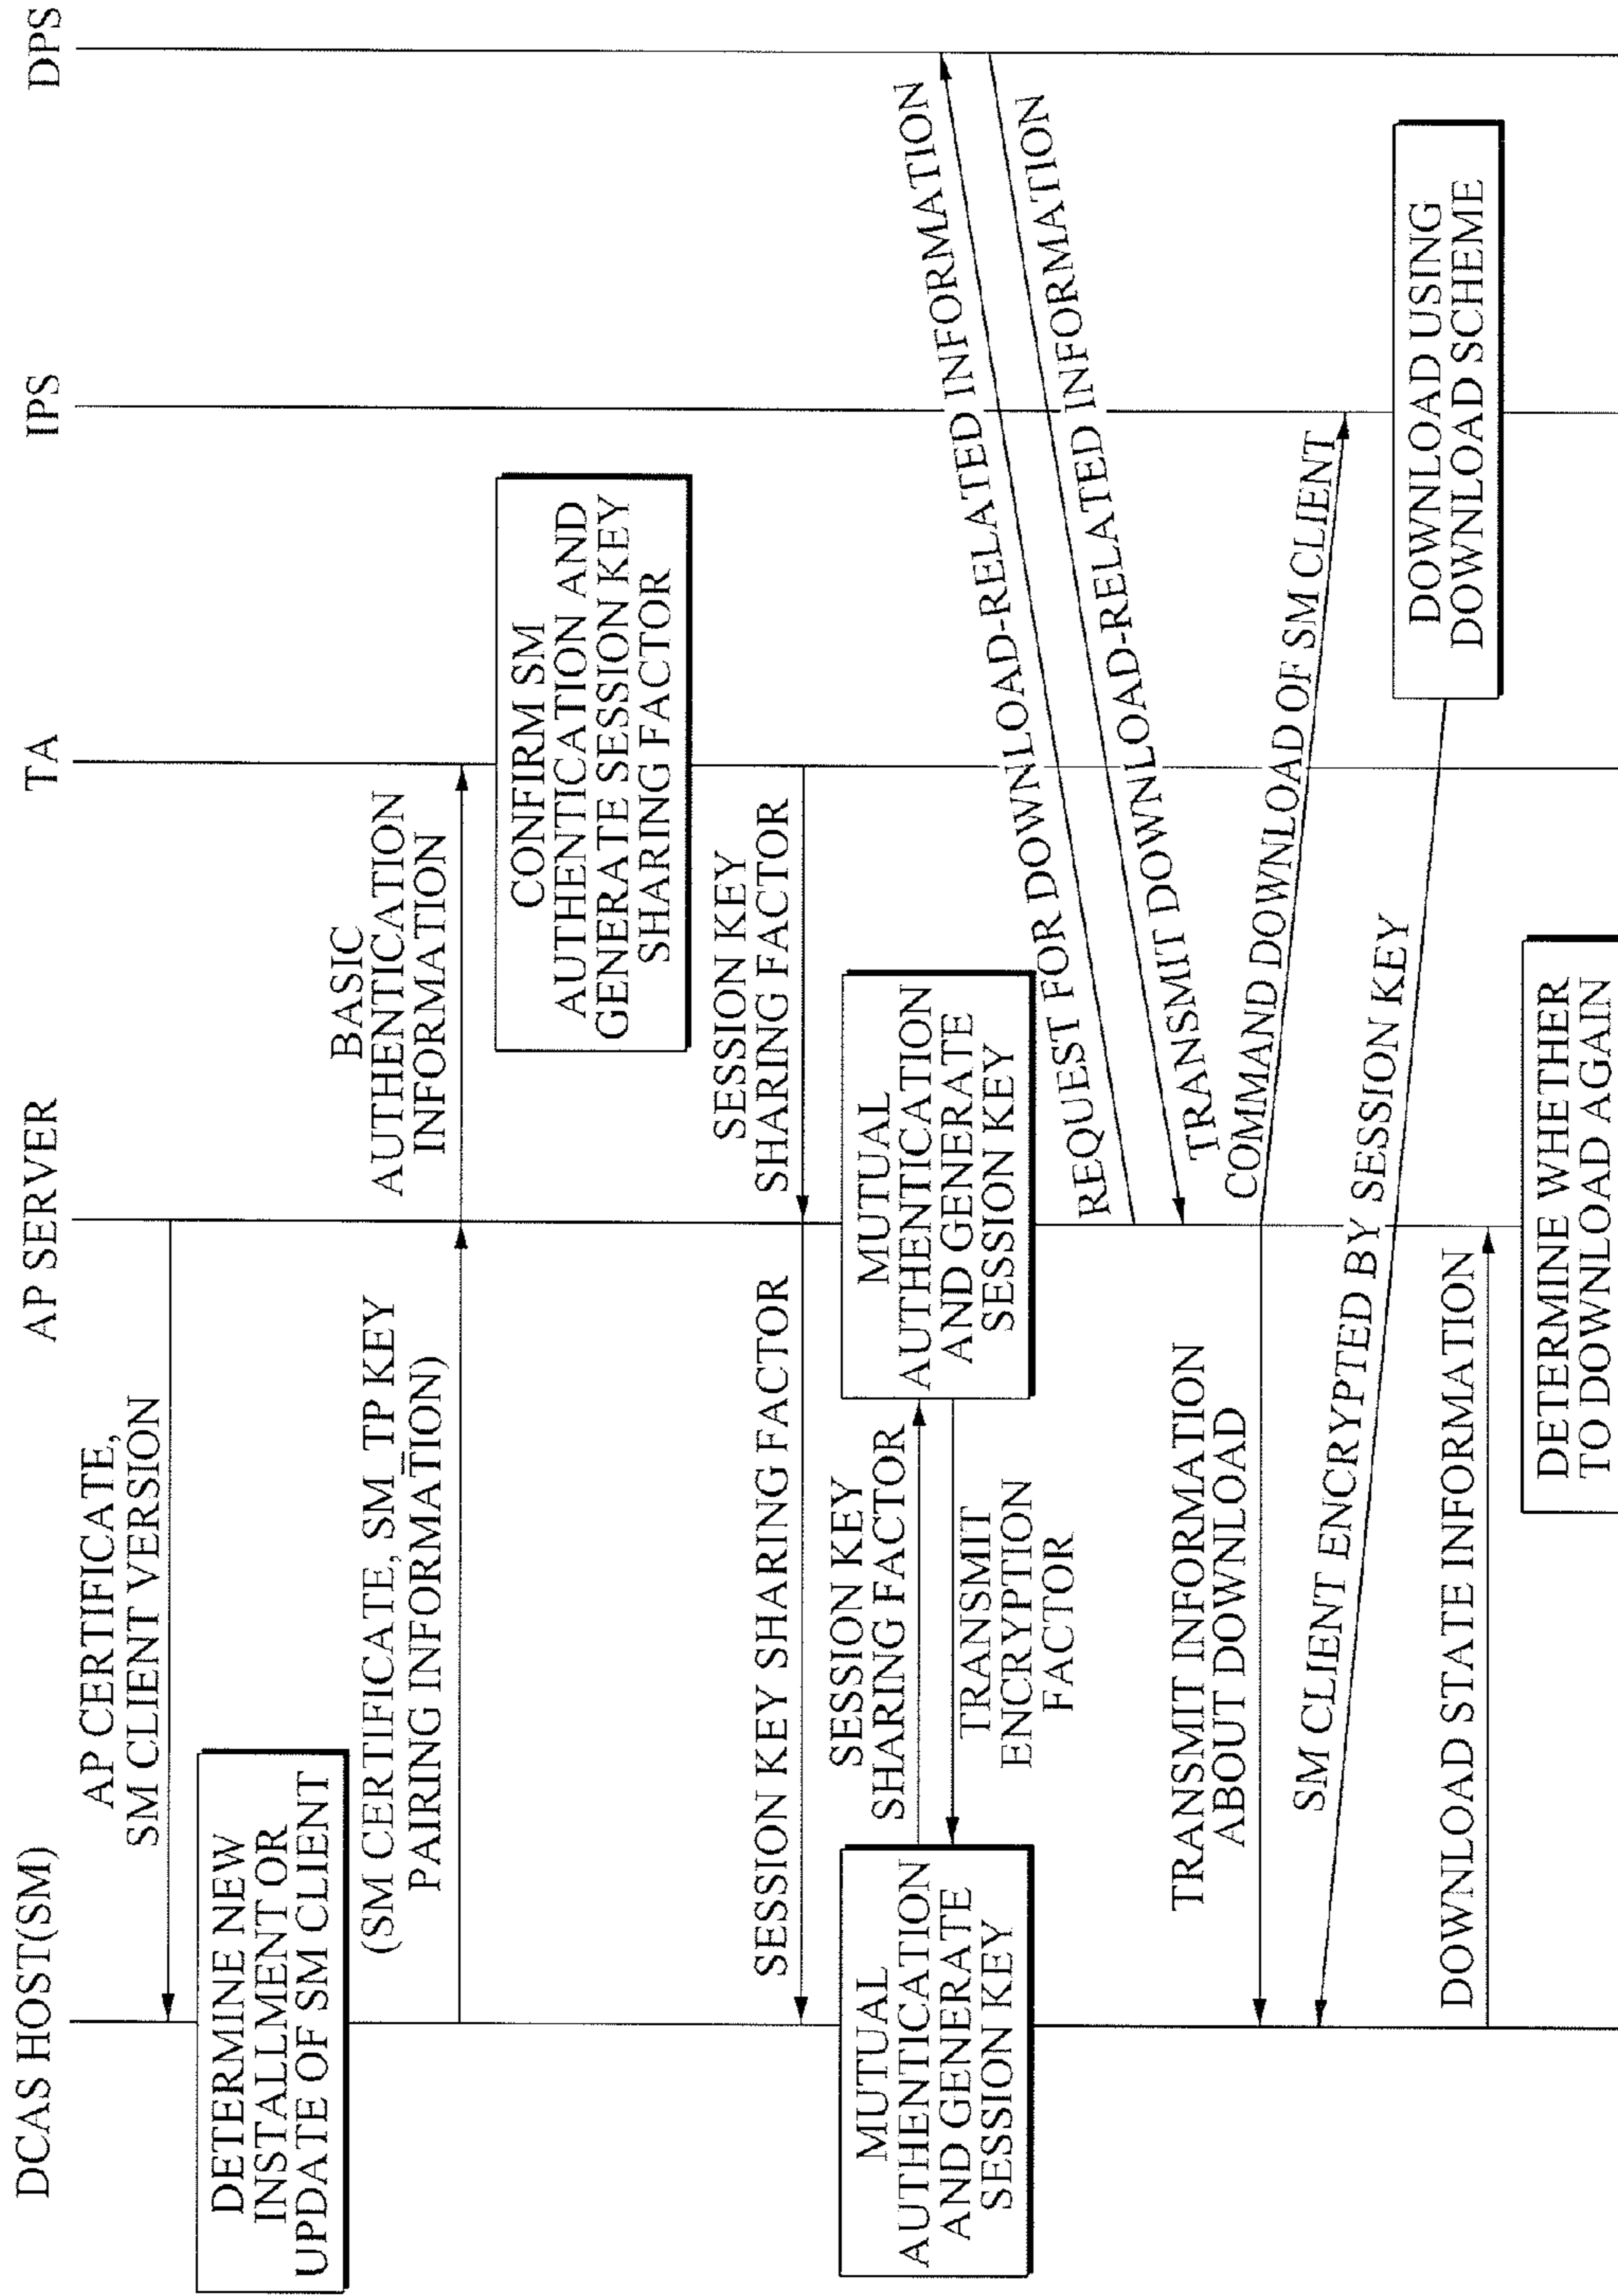 DCAS HOST(SM)
AP SERVER
TA
IPS
DPS
AP CERTIFICATE,
SM CLIENT VERSION
DETERMINE NEW
INSTALLMENT OR
UPDATE OF SM CLIENT
(SM CERTIFICATE, SM_TP KEY
PAIRING INFORMATION)
BASIC
AUTHENTICATION
INFORMATION
CONFIRM SM
AUTHENTICATION AND
GENERATE SESSION KEY
SHARING FACTOR
SESSION KEY
SHARING FACTOR
SESSION KEY SHARING FACTOR
MUTUAL
AUTHENTICATION
AND GENERATE
SESSION KEY
SESSION KEY
SHARING FACTOR
TRANSMIT
ENCRYPTION
FACTOR
MUTUAL
AUTHENTICATION
AND GENERATE
SESSION KEY
REQUEST FOR DOWNLOAD-RELATED INFORMATION
TRANSMIT DOWNLOAD-RELATED INFORMATION
TRANSMIT INFORMATION
ABOUT DOWNLOAD
COMMAND DOWNLOAD OF SM CLIENT
DOWNLOAD USING
DOWNLOAD SCHEME
SM CLIENT ENCRYPTED BY SESSION KEY
DOWNLOAD STATE INFORMATION
DETERMINE WHETHER
TO DOWNLOAD AGAIN